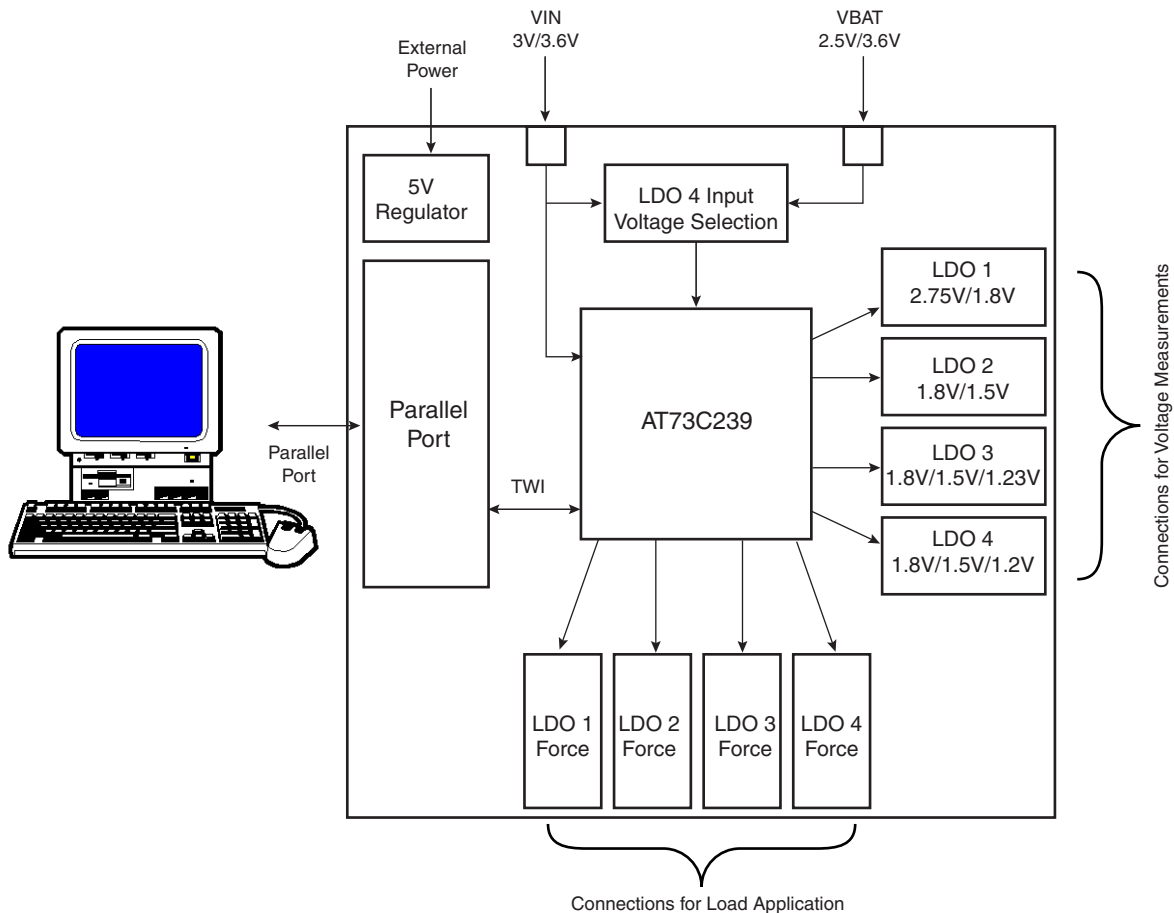 VIN
3V/3.6V
VBAT
2.5V/3.6V
External
Power
5V
Regulator
LDO 4 Input
Voltage Selection
LDO 1
2.75V/1.8V
LDO 2
1.8V/1.5V
LDO 3
1.8V/1.5V/1.23V
LDO 4
1.8V/1.5V/1.2V
Connections for Voltage Measurements
AT73C239
Parallel
Port
Parallel
Port
TWI
LDO 1
Force
LDO 2
Force
LDO 3
Force
LDO 4
Force
Connections for Load Application